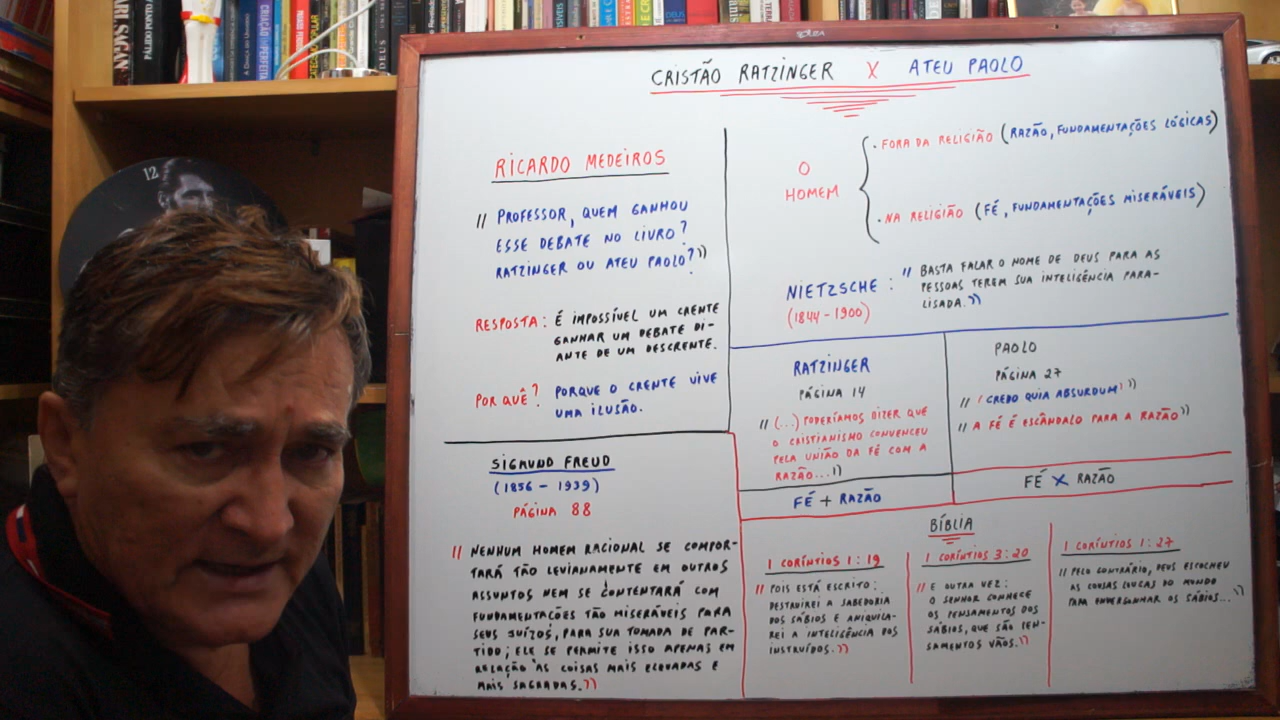 CARL SAGAN
PÁLIDO
CRIAÇÃO IMPERFEITA
12
SOUZA
CRISTÃO RATZINGER X ATEU PAOLO
RICARDO MEDEIROS
" PROFESSOR, QUEM GANHOU
ESSE DEBATE NO LIVRO?
RATZINGER OU ATEU PAOLO?"
RESPOSTA: É IMPOSSÍVEL UM CRENTE
GANHAR UM DEBATE DI-
ANTE DE UM DESCRENTE.
POR QUÊ? PORQUE O CRENTE VIVE
UMA ILUSÃO.
SIGMUND FREUD
(1856 - 1939)
PÁGINA 88
" NENHUM HOMEM RACIONAL SE COMPOR-
TARÁ TÃO LEVIANAMENTE EM OUTROS
ASSUNTOS NEM SE CONTENTARÁ COM
FUNDAMENTAÇÕES TÃO MISERÁVEIS PARA
SEUS JUÍZOS, PARA SUA TOMADA DE PAR-
TIDO; ELE SE PERMITE ISSO APENAS EM
RELAÇÃO ÀS COISAS MAIS ELEVADAS E
MAIS SAGRADAS."
O
HOMEM
. FORA DA RELIGIÃO (RAZÃO, FUNDAMENTAÇÕES LÓGICAS)
. NA RELIGIÃO (FÉ, FUNDAMENTAÇÕES MISERÁVEIS)
NIETZSCHE :
(1844 - 1900)
" BASTA FALAR O NOME DE DEUS PARA AS
PESSOAS TEREM SUA INTELIGÊNCIA PARA-
LISADA."
RATZINGER
PÁGINA 14
" (...) PODERÍAMOS DIZER QUE
O CRISTIANISMO CONVENCEU
PELA UNIÃO DA FÉ COM A
RAZÃO..."
FÉ + RAZÃO
PAOLO
PÁGINA 27
" 'CREDO QUIA ABSURDUM' "
" A FÉ É ESCÂNDALO PARA A RAZÃO"
FÉ X RAZÃO
BÍBLIA
1 CORÍNTIOS 1:19
" POIS ESTÁ ESCRITO:
DESTRUIREI A SABEDORIA
DOS SÁBIOS E ANIQUILA-
REI A INTELIGÊNCIA DOS
INSTRUÍDOS."
1 CORÍNTIOS 3:20
" E OUTRA VEZ:
O SENHOR CONHECE
OS PENSAMENTOS DOS
SÁBIOS, QUE SÃO PEN-
SAMENTOS VÃOS."
1 CORÍNTIOS 1:27
" PELO CONTRÁRIO, DEUS ESCOLHEU
AS COUSAS LOUCAS DO MUNDO
PARA ENVERGONHAR OS SÁBIOS..."